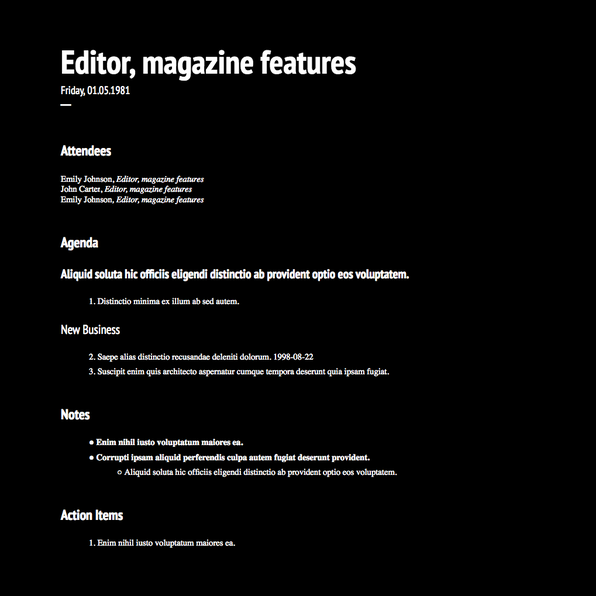 Editor, magazine features
Friday, 01.05.1981
Attendees
Emily Johnson, Editor, magazine features
John Carter, Editor, magazine features
Emily Johnson, Editor, magazine features
Agenda
Aliquid soluta hic officiis eligendi distinctio ab provident optio eos voluptatem.
1. Distinctio minima ex illum ab sed autem.
New Business
2. Saepe alias distinctio recusandae deleniti dolorum. 1998-08-22
3. Suscipit enim quis architecto aspernatur cumque tempora deserunt quia ipsam fugiat.
Notes
● Enim nihil iusto voluptatum maiores ea.
● Corrupti ipsam aliquid perferendis culpa autem fugiat deserunt provident.
○ Aliquid soluta hic officiis eligendi distinctio ab provident optio eos voluptatem.
Action Items
1. Enim nihil iusto voluptatum maiores ea.